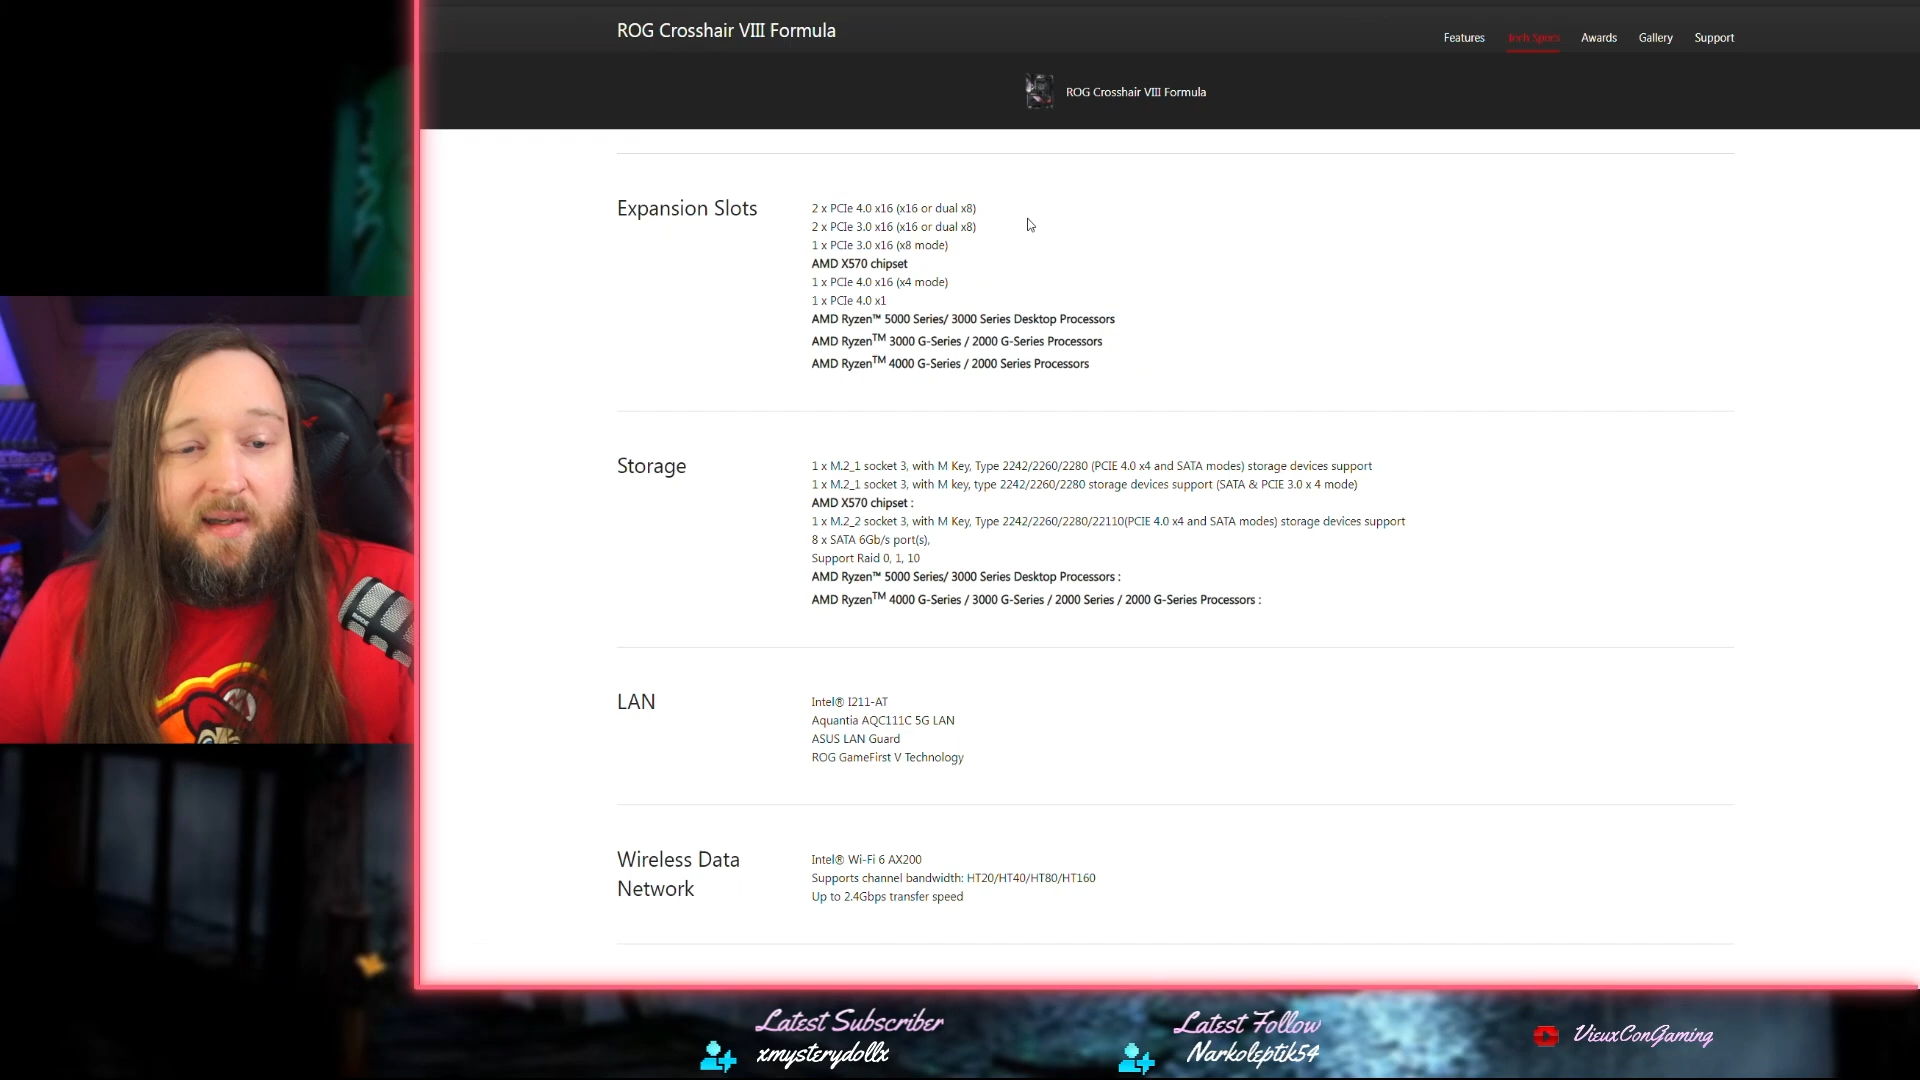 ROG Crosshair VIII Formula
Features
Tech Specs
Awards
Gallery
Support
ROG Crosshair VIII Formula
Expansion Slots
2 x PCIe 4.0 x16 (x16 or dual x8)
2 x PCIe 3.0 x16 (x16 or dual x8)
1 x PCIe 3.0 x16 (x8 mode)
AMD X570 chipset
1 x PCIe 4.0 x16 (x4 mode)
1 x PCIe 4.0 x1
AMD Ryzen™ 5000 Series/ 3000 Series Desktop Processors
AMD Ryzen™ 3000 G-Series / 2000 G-Series Processors
AMD Ryzen™ 4000 G-Series / 2000 Series Processors
Storage
1 x M.2_1 socket 3, with M Key, Type 2242/2260/2280 (PCIE 4.0 x4 and SATA modes) storage devices support
1 x M.2_1 socket 3, with M key, type 2242/2260/2280 storage devices support (SATA & PCIE 3.0 x 4 mode)
AMD X570 chipset :
1 x M.2_2 socket 3, with M Key, Type 2242/2260/2280/22110(PCIE 4.0 x4 and SATA modes) storage devices support
8 x SATA 6Gb/s port(s),
Support Raid 0, 1, 10
AMD Ryzen™ 5000 Series/ 3000 Series Desktop Processors :
AMD Ryzen™ 4000 G-Series / 3000 G-Series / 2000 Series / 2000 G-Series Processors :
LAN
Intel® I211-AT
Aquantia AQC111C 5G LAN
ASUS LAN Guard
ROG GameFirst V Technology
Wireless Data
Network
Intel® Wi-Fi 6 AX200
Supports channel bandwidth: HT20/HT40/HT80/HT160
Up to 2.4Gbps transfer speed
RODE
Latest Subscriber
xmysterydollx
Latest Follow
Narkoleptik54
VieuxConGaming